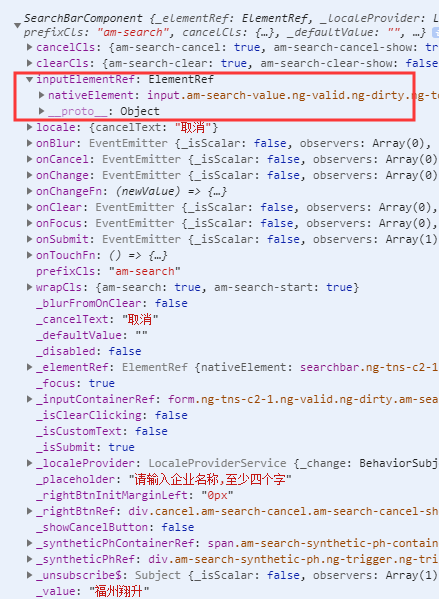 SearchBarComponent {_elementRef: ElementRef, _localeProvider: L
prefixCls: "am-search", cancelCls: {…}, _defaultValue: "", …}
cancelCls: {am-search-cancel: true, am-search-cancel-show: t
clearCls: {am-search-clear: true, am-search-clear-show: false
inputElementRef: ElementRef
nativeElement: input.am-search-value.ng-valid.ng-dirty.ng-to
__proto__: Object
locale: {cancelText: "取消"}
onBlur: EventEmitter {_isScalar: false, observers: Array(0),
onCancel: EventEmitter {_isScalar: false, observers: Array(0)
onChange: EventEmitter {_isScalar: false, observers: Array(0)
onChangeFn: (newValue) => {…}
onClear: EventEmitter {_isScalar: false, observers: Array(0),
onFocus: EventEmitter {_isScalar: false, observers: Array(0),
onSubmit: EventEmitter {_isScalar: false, observers: Array(1)
onTouchFn: () => {…}
prefixCls: "am-search"
wrapCls: {am-search: true, am-search-start: true}
_blurFromOnClear: false
_cancelText: "取消"
_defaultValue: ""
_disabled: false
_elementRef: ElementRef {nativeElement: searchbar.ng-tns-c2-1
_focus: true
_inputContainerRef: form.ng-tns-c2-1.ng-valid.ng-dirty.am-sea
_isClearClicking: false
_isCustomText: false
_isSubmit: true
_localeProvider: LocaleProviderService {_change: BehaviorSubj
_placeholder: "请输入企业名称,至少四个字"
_rightBtnInitMarginLeft: "0px"
_rightBtnRef: div.cancel.am-search-cancel.am-search-cancel-sh
_showCancelButton: false
_syntheticPhContainerRef: span.am-search-synthetic-ph-contain
_syntheticPhRef: div.am-search-synthetic-ph.ng-trigger.ng-tri
_unsubscribe$: Subject {_isScalar: false, observers: Array(1)
_value: "福州翔升"